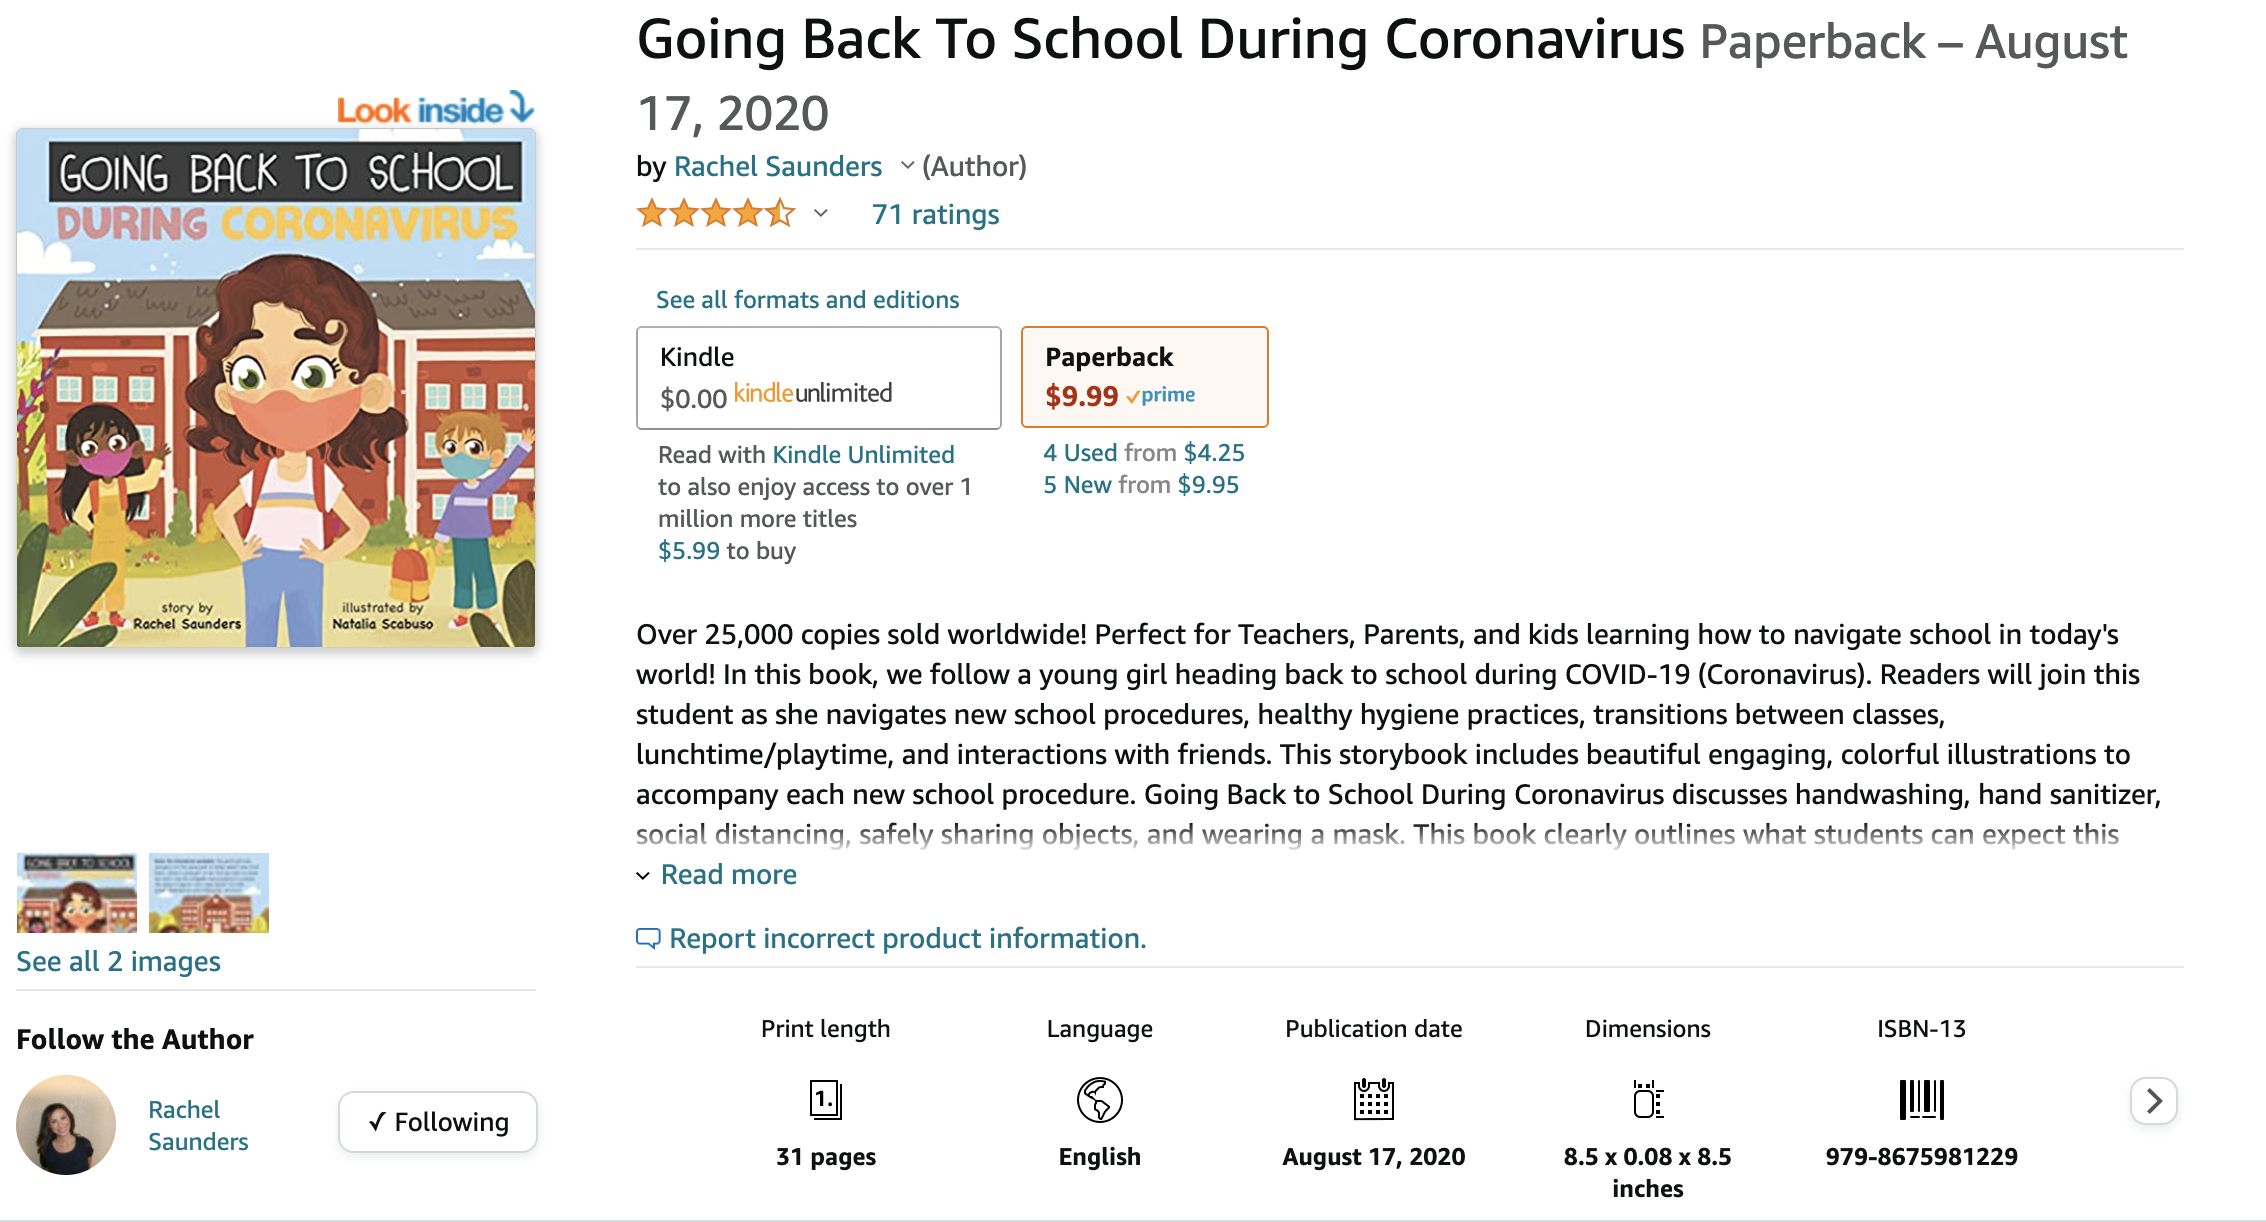 Going Back To School During Coronavirus Paperback – August
17, 2020
by Rachel Saunders (Author)
71 ratings
Look inside
GOING BACK TO SCHOOL
DURING CORONAVIRUS
story by
Rachel Saunders
illustrated by
Natalia Scabuso
See all formats and editions
Kindle
$0.00 kindleunlimited
Read with Kindle Unlimited
to also enjoy access to over 1
million more titles
$5.99 to buy
Paperback
$9.99 prime
4 Used from $4.25
5 New from $9.95
Over 25,000 copies sold worldwide! Perfect for Teachers, Parents, and kids learning how to navigate school in today's
world! In this book, we follow a young girl heading back to school during COVID-19 (Coronavirus). Readers will join this
student as she navigates new school procedures, healthy hygiene practices, transitions between classes,
lunchtime/playtime, and interactions with friends. This storybook includes beautiful engaging, colorful illustrations to
accompany each new school procedure. Going Back to School During Coronavirus discusses handwashing, hand sanitizer,
social distancing, safely sharing objects, and wearing a mask. This book clearly outlines what students can expect this
Read more
Report incorrect product information.
GOING BACK TO SCHOOL
See all 2 images
Follow the Author
Rachel
Saunders
✓ Following
Print length
1.
31 pages
Language
English
Publication date
August 17, 2020
Dimensions
8.5 x 0.08 x 8.5
inches
ISBN-13
979-8675981229